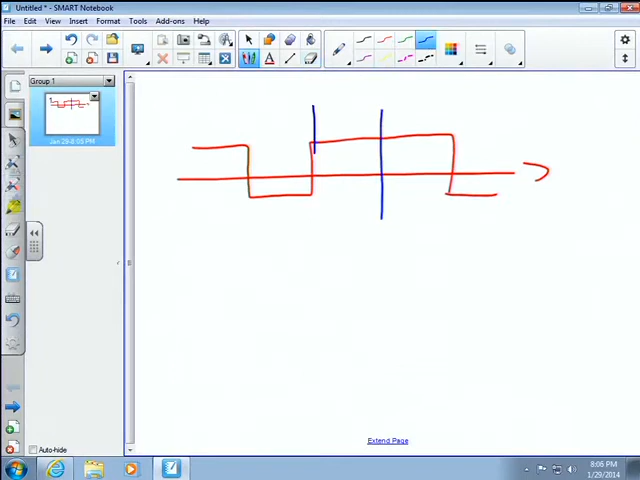 Untitled * - SMART Notebook
File Edit View Insert Format Tools Add-ons Help
Group 1
Jan 29-8:05 PM
Auto-hide
Extend Page
8:06 PM
1/29/2014